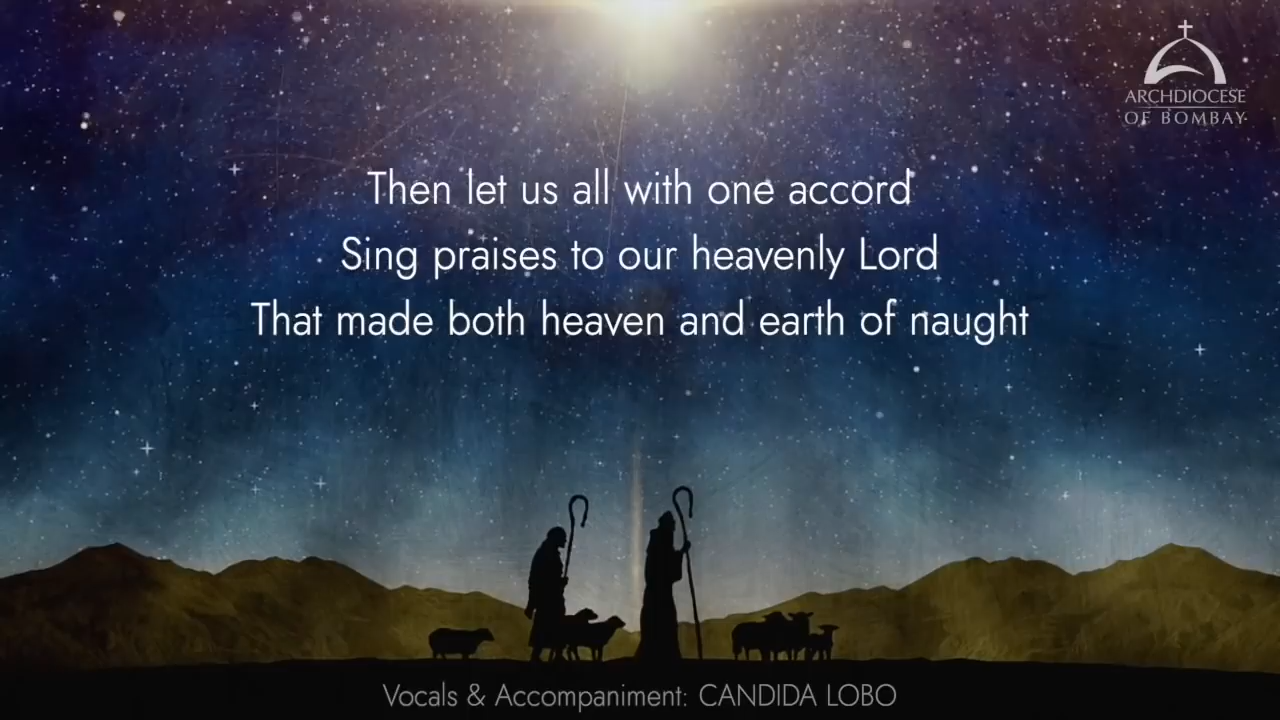 ARCHDIOCESE
OF BOMBAY
Then let us all with one accord
Sing praises to our heavenly Lord
That made both heaven and earth of naught
Vocals & Accompaniment: CANDIDA LOBO